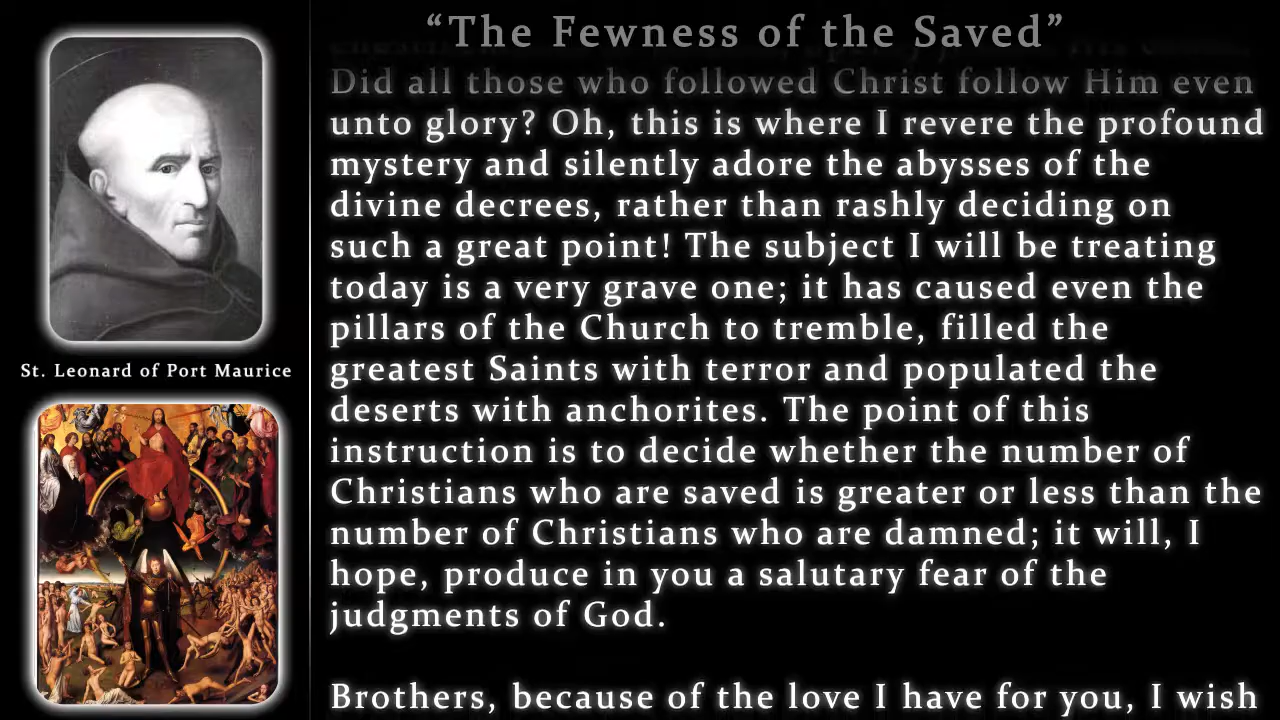 “The Fewness of the Saved”
Did all those who followed Christ follow Him even
unto glory? Oh, this is where I revere the profound
mystery and silently adore the abysses of the
divine decrees, rather than rashly deciding on
such a great point! The subject I will be treating
today is a very grave one; it has caused even the
pillars of the Church to tremble, filled the
greatest Saints with terror and populated the
deserts with anchorites. The point of this
instruction is to decide whether the number of
Christians who are saved is greater or less than the
number of Christians who are damned; it will, I
hope, produce in you a salutary fear of the
judgments of God.
Brothers, because of the love I have for you, I wish
St. Leonard of Port Maurice